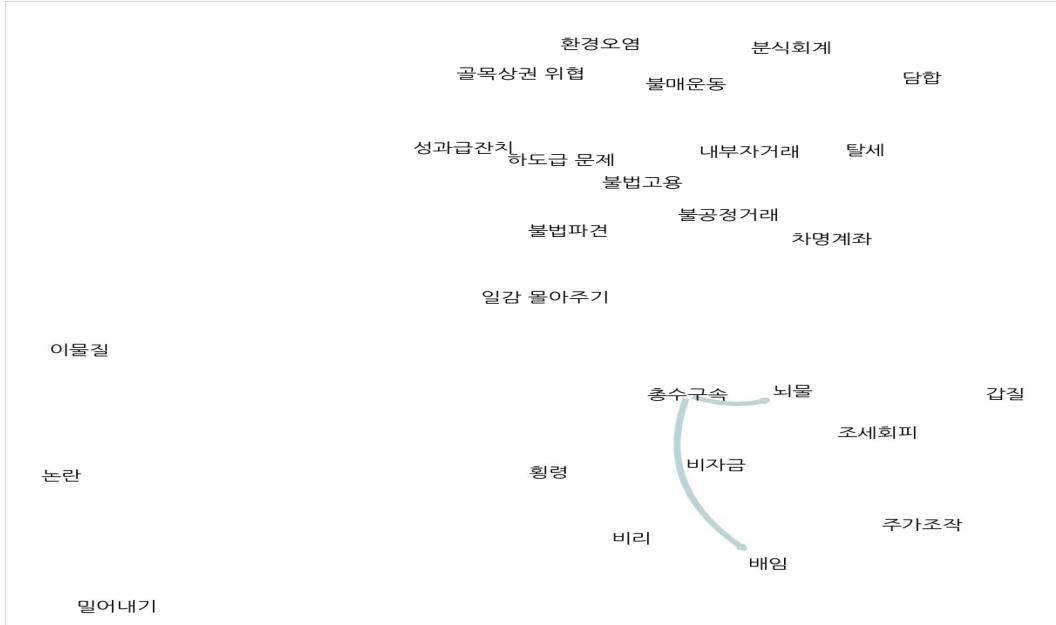 환경오염
분식회계
골목상권 위협
불매운동
담합
성과급잔치
하도급 문제
내부자거래
탈세
불법고용
불공정거래
불법파견
차명계좌
일감 몰아주기
이물질
총수구속
뇌물
갑질
조세회피
비자금
논란
횡령
주가조작
비리
배임
밀어내기